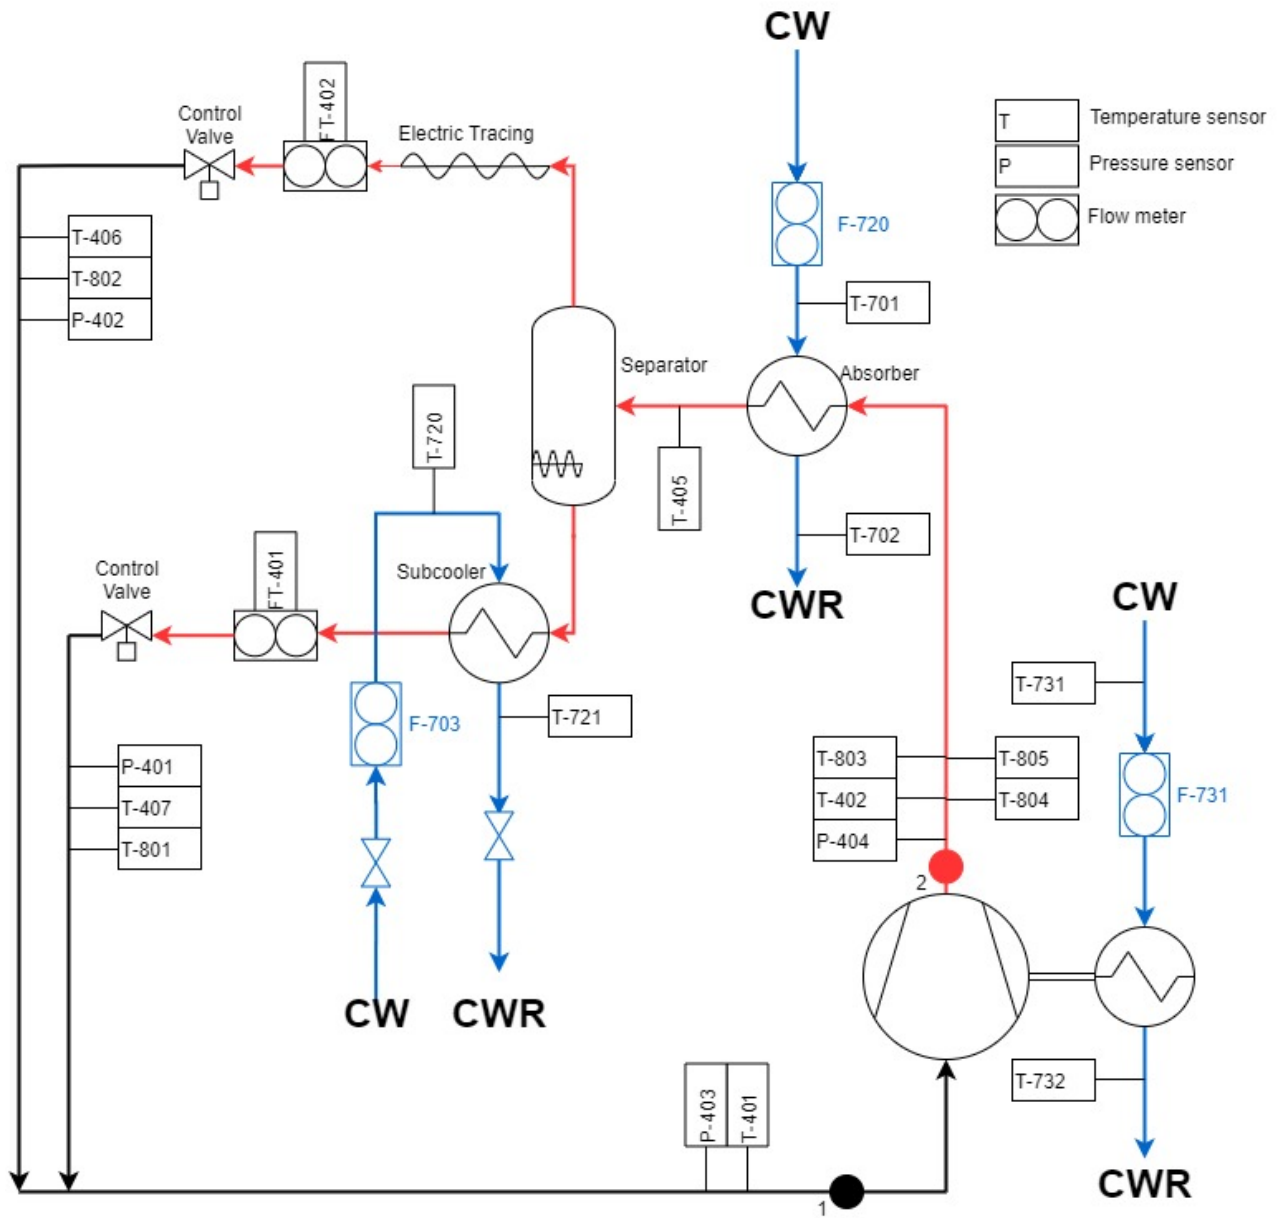 CW
Control
Valve
FT-402
Electric Tracing
T
Temperature sensor
P
Pressure sensor
Flow meter
F-720
T-406
T-802
P-402
T-701
Separator
Absorber
T-720
T-405
T-702
CWR
Control
Valve
FT-401
Subcooler
CW
T-731
F-703
T-721
P-401
T-407
T-801
T-803
T-402
P-404
T-805
T-804
F-731
2
CW
CWR
P-403
T-401
T-732
1
CWR